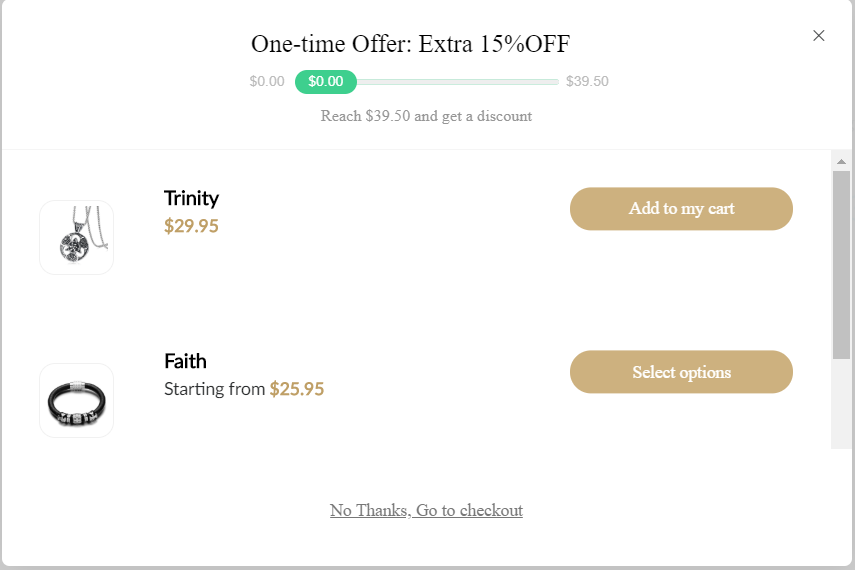 One-time Offer: Extra 15%OFF
$0.00 $0.00 $39.50
Reach $39.50 and get a discount
Trinity
$29.95
Add to my cart
Faith
Starting from $25.95
Select options
No Thanks, Go to checkout